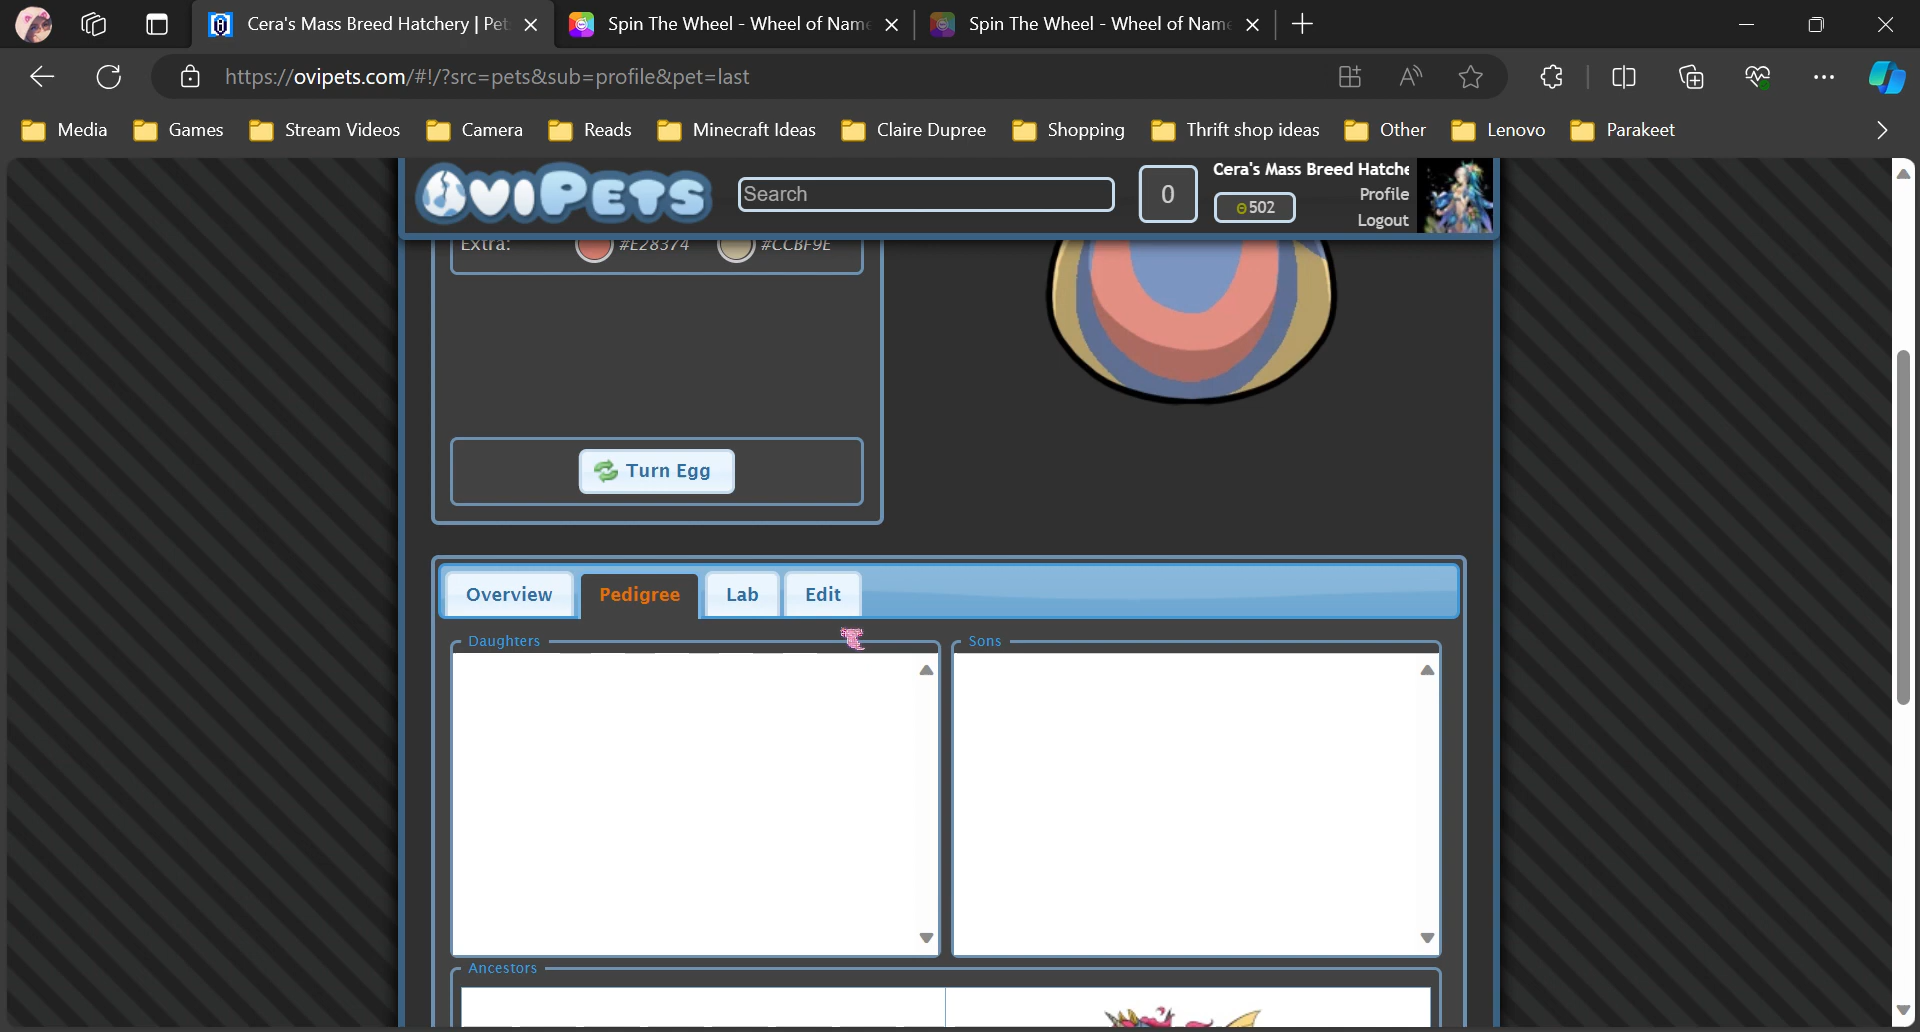 Cera's Mass Breed Hatchery | Pet
Spin The Wheel - Wheel of Name
Spin The Wheel - Wheel of Name
https://ovipets.com/#!/?src=pets&sub=profile&pet=last
Media
Games
Stream Videos
Camera
Reads
Minecraft Ideas
Claire Dupree
Shopping
Thrift shop ideas
Other
Lenovo
Parakeet
OviPets
Search
0
Cera's Mass Breed Hatche
502
Profile
Logout
Extra: #E28374 #CCBF9E
Turn Egg
Overview
Pedigree
Lab
Edit
Daughters
Sons
Ancestors